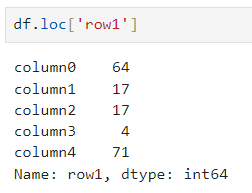 df.loc['row1']
column0    64
column1    17
column2    17
column3     4
column4    71
Name: row1, dtype: int64